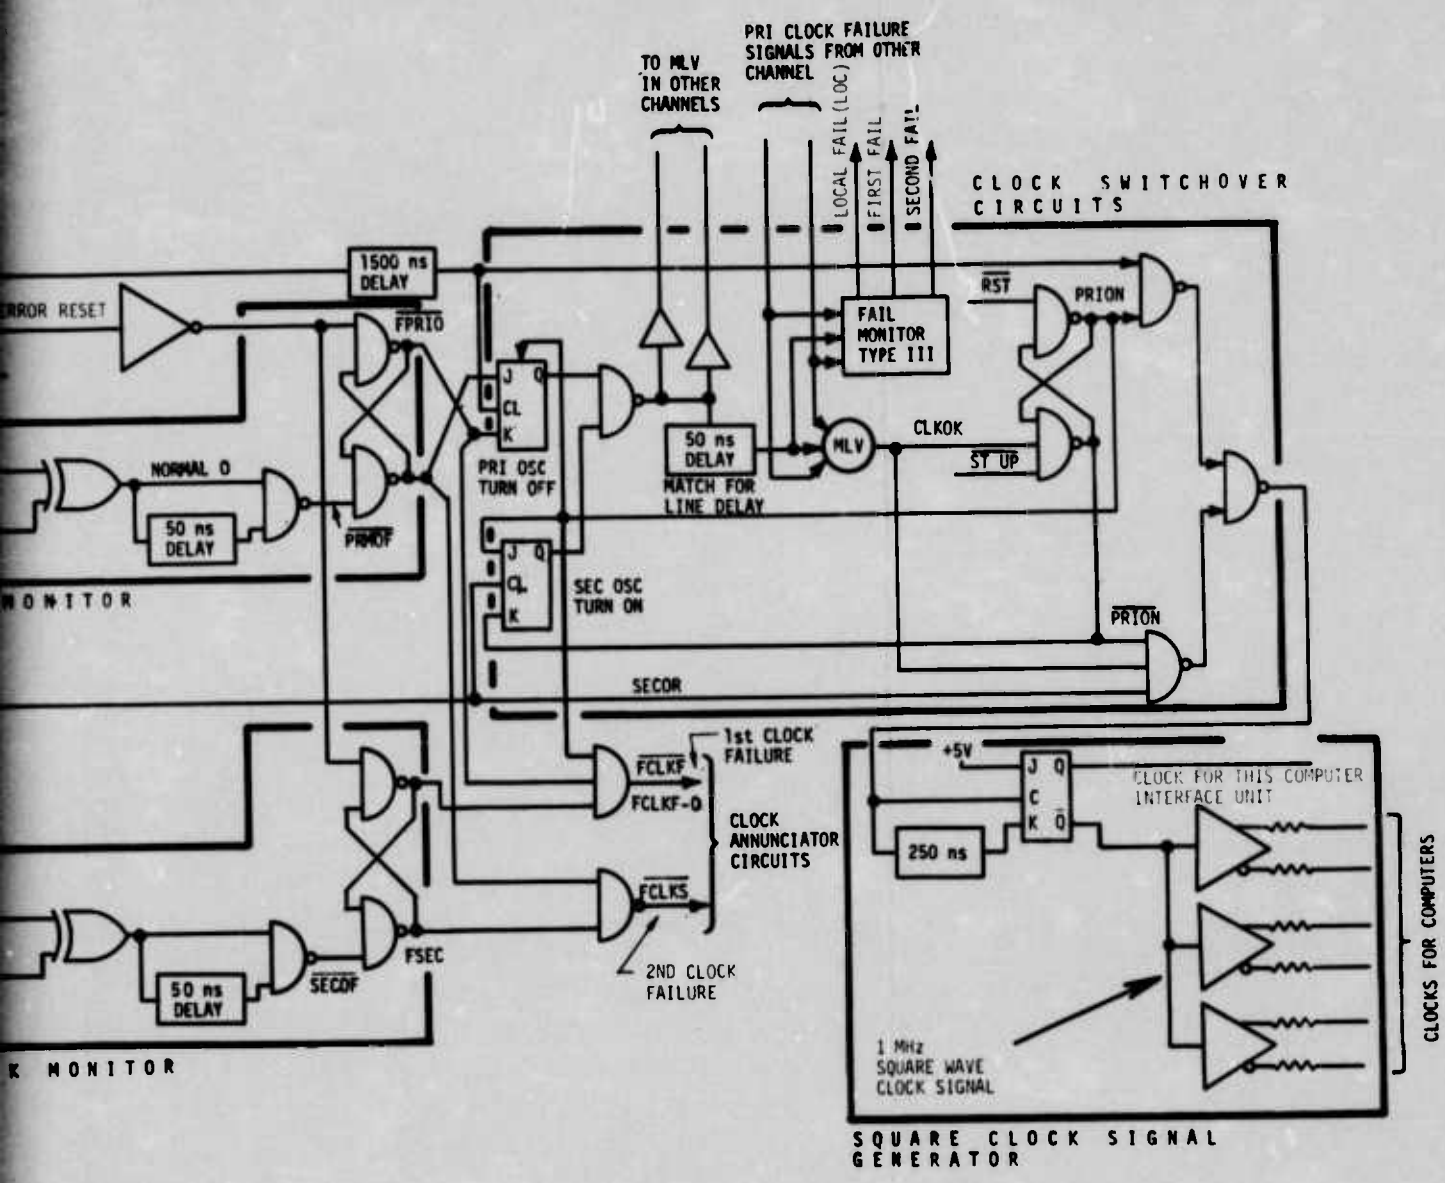 PRI CLOCK FAILURE
SIGNALS FROM OTHER
CHANNEL
TO MLV
IN OTHER
CHANNELS
LOCAL FAIL (LOC)
FIRST FAIL
SECOND FAIL
CLOCK SWITCHOVER
CIRCUITS
1500 ns
DELAY
ERROR RESET
FPRIO
RST
PRION
FAIL
MONITOR
TYPE III
J Q
CL
K
PRI OSC
TURN OFF
50 ns
DELAY
MATCH FOR
LINE DELAY
MLV
CLKOK
ST UP
NORMAL 0
50 ns
DELAY
PRMOF
MONITOR
J Q
CL
K
SEC OSC
TURN ON
PRION
SECOR
1st CLOCK
FAILURE
FCLKF
FCLKF-0
CLOCK
ANNUNCIATOR
CIRCUITS
FCLKS
2ND CLOCK
FAILURE
FSEC
SECOF
50 ns
DELAY
K MONITOR
+5V
J Q
C
K Q
250 ns
CLOCK FOR THIS COMPUTER
INTERFACE UNIT
CLOCKS FOR COMPUTERS
1 MHz
SQUARE WAVE
CLOCK SIGNAL
SQUARE CLOCK SIGNAL
GENERATOR